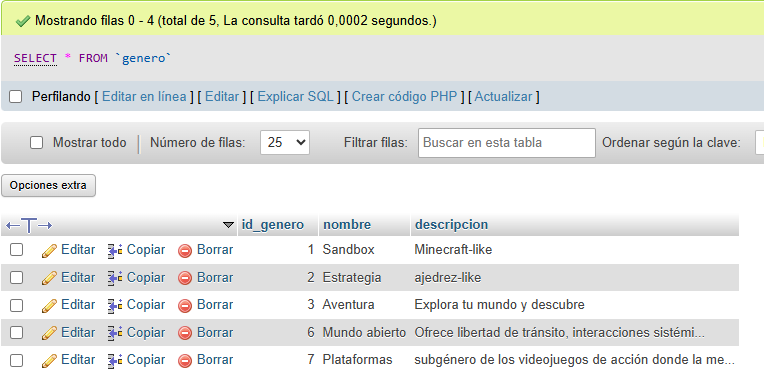 Mostrando filas 0 - 4 (total de 5, La consulta tardó 0,0002 segundos.)
SELECT * FROM `genero`
Perfilando [ Editar en línea ] [ Editar ] [ Explicar SQL ] [ Crear código PHP ] [ Actualizar ]
Mostrar todo Número de filas: 25 Filtrar filas: Buscar en esta tabla Ordenar según la clave:
Opciones extra
id_genero nombre descripcion
Editar Copiar Borrar 1 Sandbox Minecraft-like
Editar Copiar Borrar 2 Estrategia ajedrez-like
Editar Copiar Borrar 3 Aventura Explora tu mundo y descubre
Editar Copiar Borrar 6 Mundo abierto Ofrece libertad de tránsito, interacciones sistémi...
Editar Copiar Borrar 7 Plataformas subgénero de los videojuegos de acción donde la me...